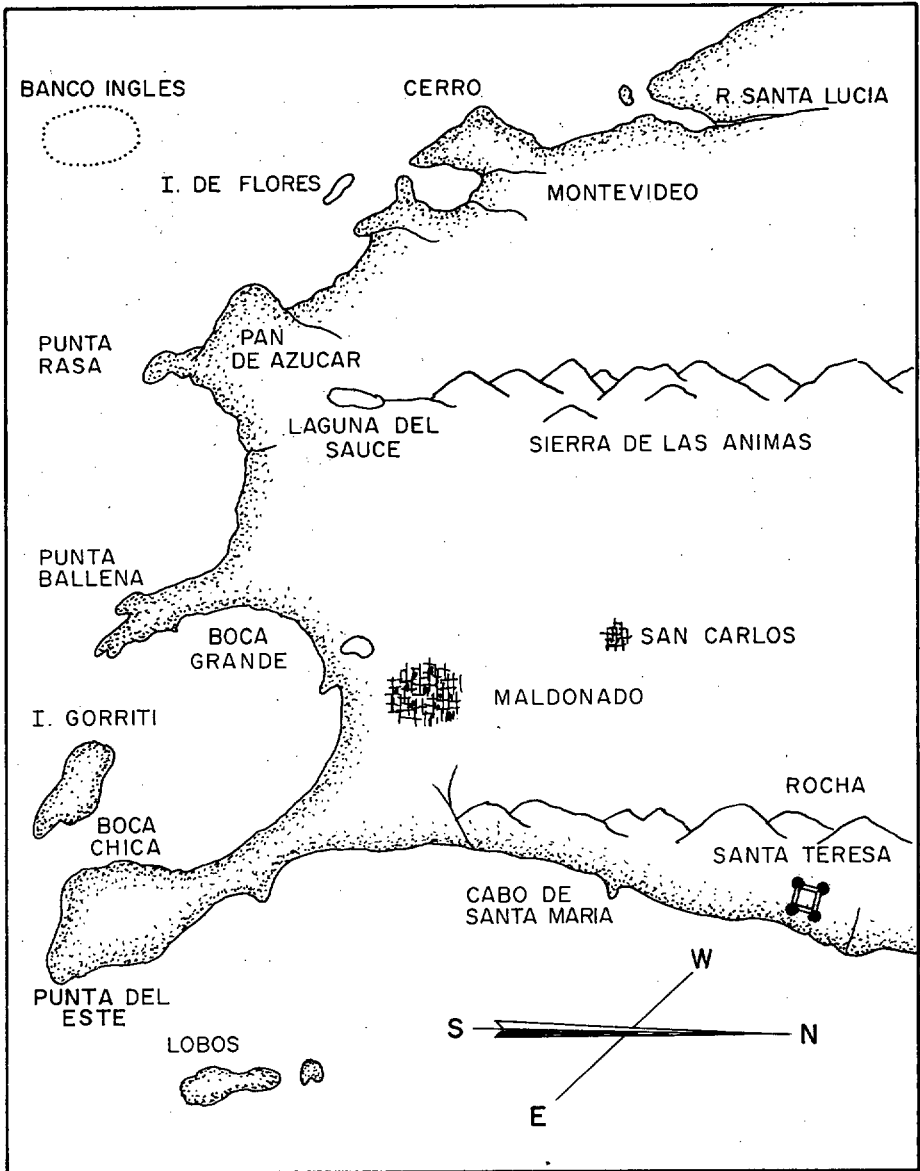 BANCO INGLES
CERRO
R. SANTA LUCIA
I. DE FLORES
MONTEVIDEO
PUNTA
RASA
PAN
DE AZUCAR
LAGUNA DEL
SAUCE
SIERRA DE LAS ANIMAS
PUNTA
BALLENA
BOCA
GRANDE
SAN CARLOS
MALDONADO
I. GORRITI
BOCA
CHICA
ROCHA
SANTA TERESA
CABO DE
SANTA MARIA
PUNTA DEL
ESTE
W
S
N
E
LOBOS